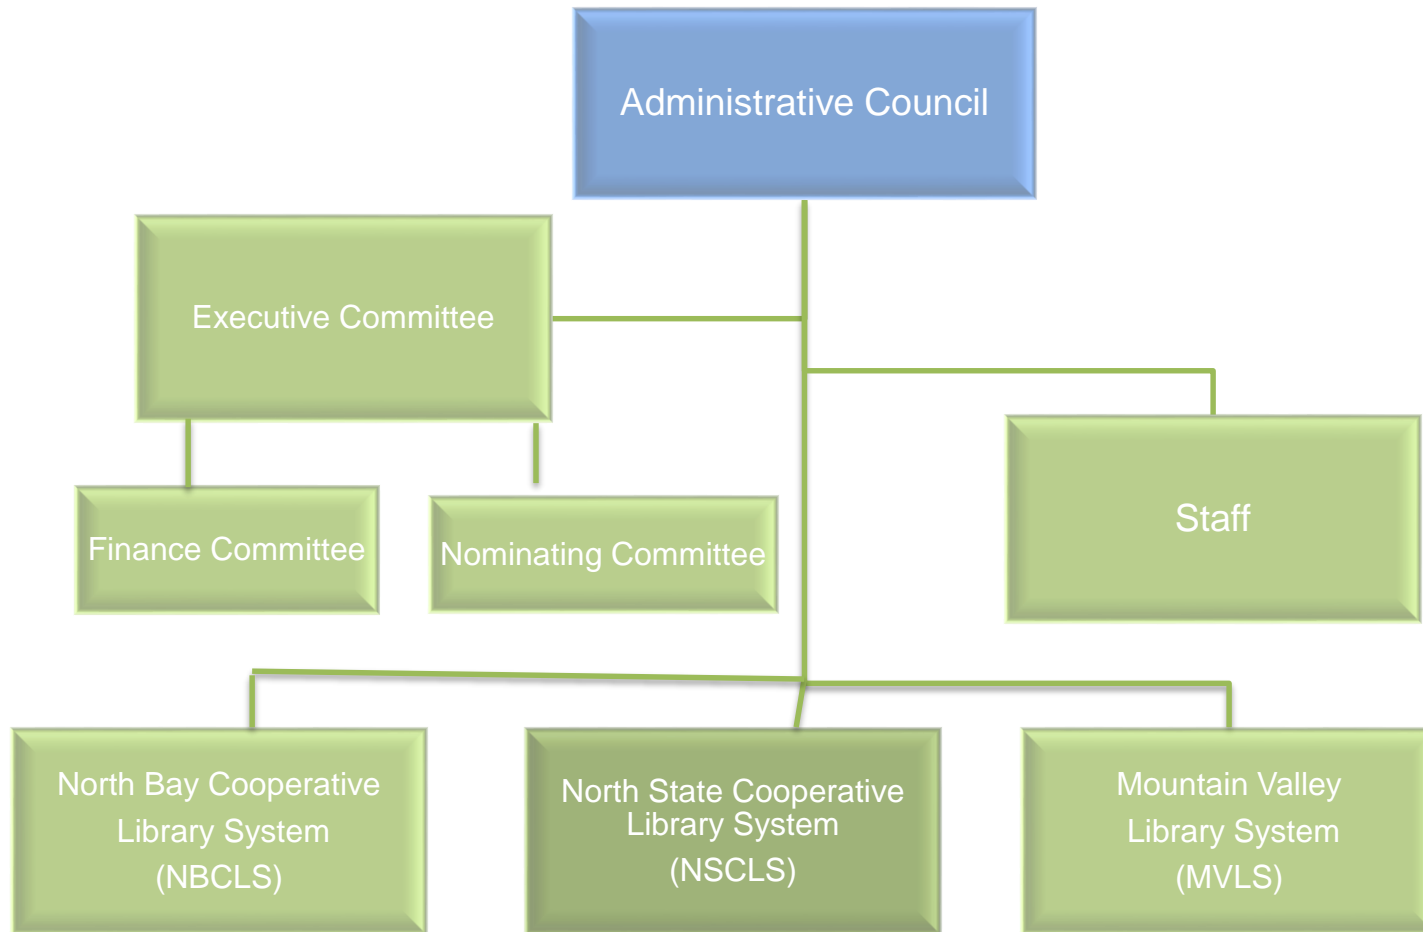 Administrative Council
Executive Committee
Finance Committee
Nominating Committee
Staff
North Bay Cooperative
Library System
(NBCLS)
North State Cooperative
Library System
(NSCLS)
Mountain Valley
Library System
(MVLS)